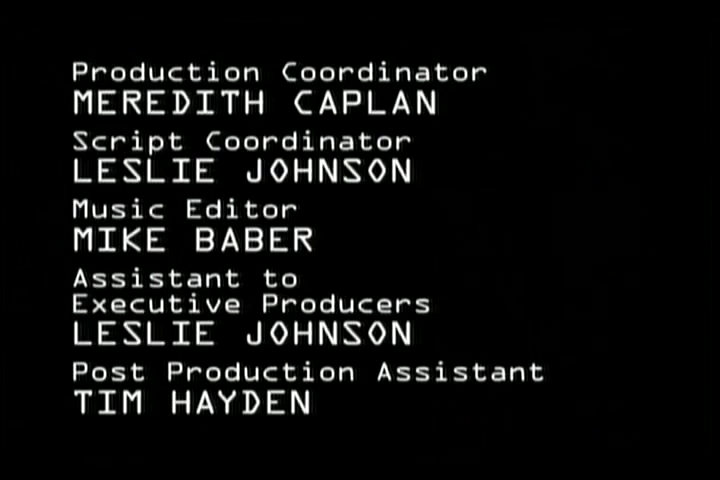 Production Coordinator
MEREDITH CAPLAN
Script Coordinator
LESLIE JOHNSON
Music Editor
MIKE BABER
Assistant to
Executive Producers
LESLIE JOHNSON
Post Production Assistant
TIM HAYDEN